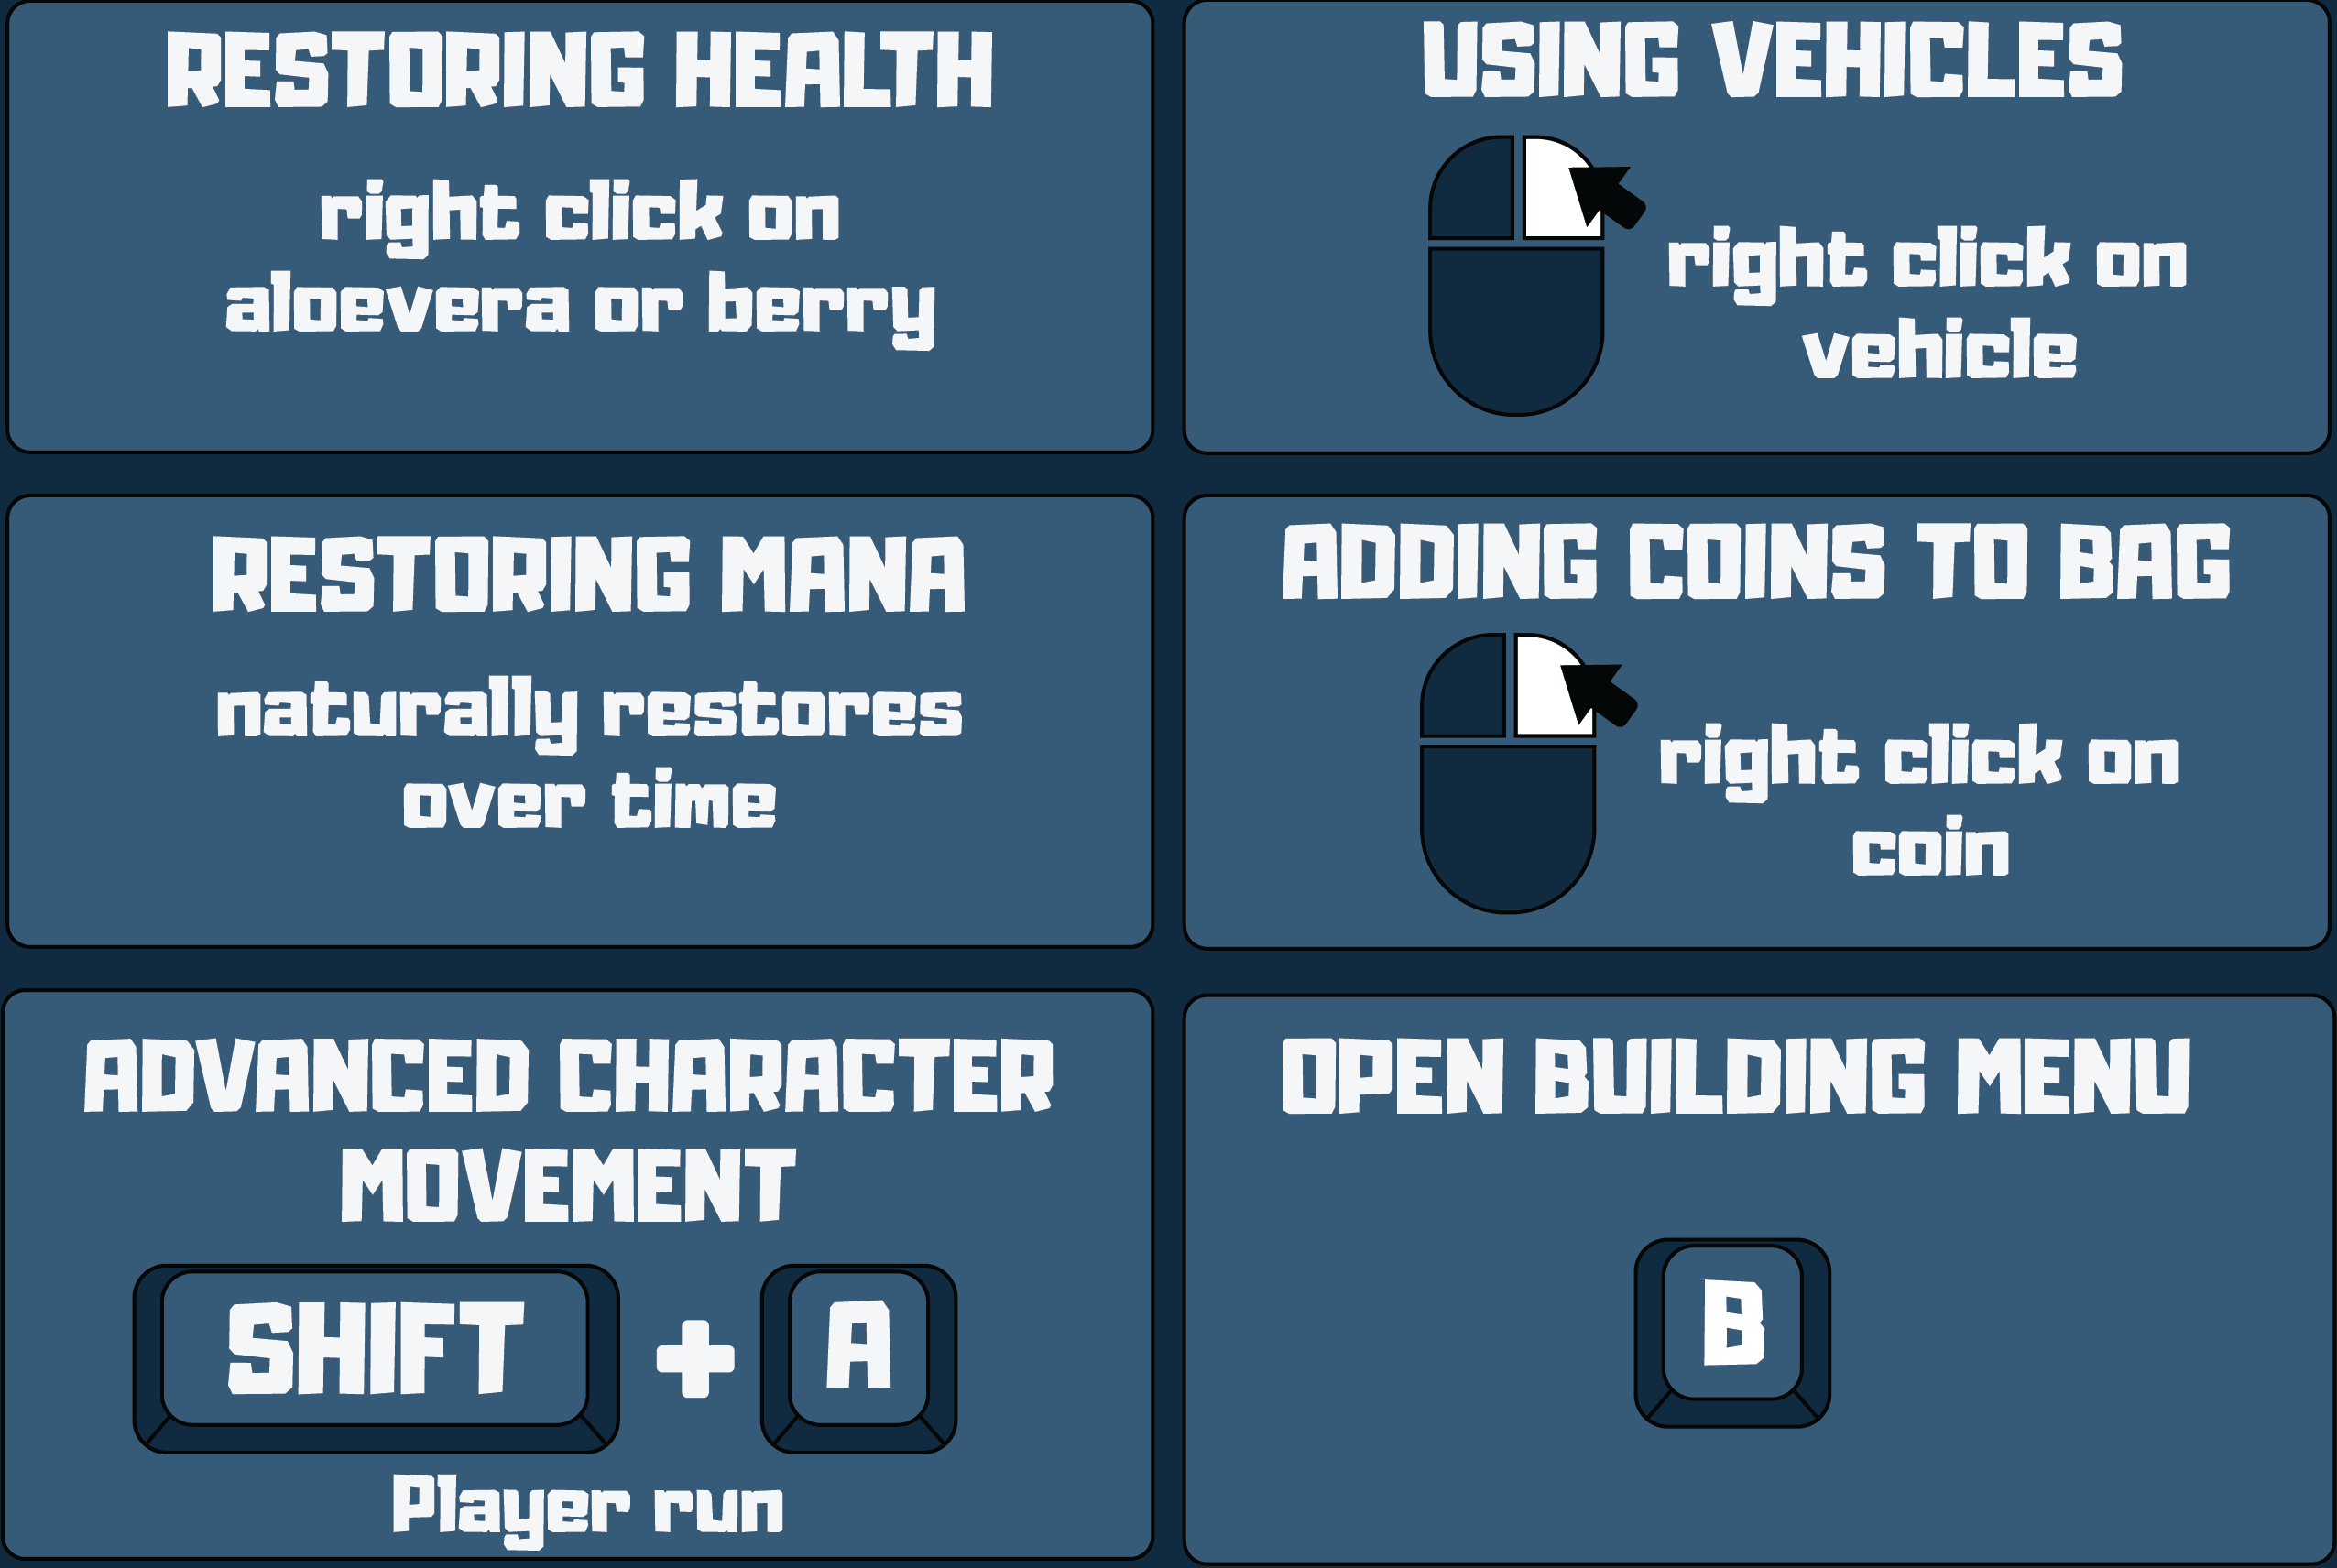 RESTORING HEALTH
right click on
aloevera or berry
USING VEHICLES
right click on
vehicle
RESTORING MANA
naturally restores
over time
ADDING COINS TO BAG
right click on
coin
ADVANCED CHARACTER
MOVEMENT
SHIFT + A
Player run
OPEN BUILDING MENU
B